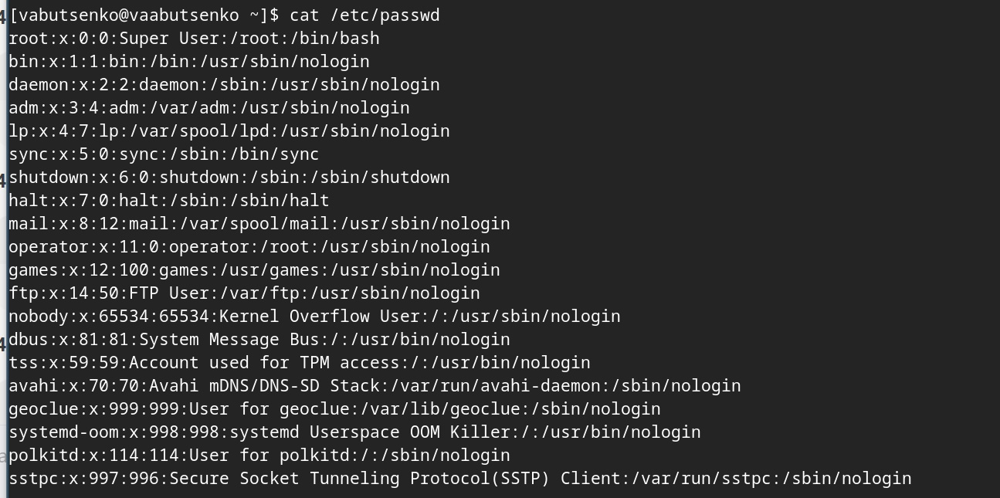 [vabutsenko@vaabutsenko ~]$ cat /etc/passwd
root:x:0:0:Super User:/root:/bin/bash
bin:x:1:1:bin:/bin:/usr/sbin/nologin
daemon:x:2:2:daemon:/sbin:/usr/sbin/nologin
adm:x:3:4:adm:/var/adm:/usr/sbin/nologin
lp:x:4:7:lp:/var/spool/lpd:/usr/sbin/nologin
sync:x:5:0:sync:/sbin:/bin/sync
shutdown:x:6:0:shutdown:/sbin:/sbin/shutdown
halt:x:7:0:halt:/sbin:/sbin/halt
mail:x:8:12:mail:/var/spool/mail:/usr/sbin/nologin
operator:x:11:0:operator:/root:/usr/sbin/nologin
games:x:12:100:games:/usr/games:/usr/sbin/nologin
ftp:x:14:50:FTP User:/var/ftp:/usr/sbin/nologin
nobody:x:65534:65534:Kernel Overflow User:/:/usr/sbin/nologin
dbus:x:81:81:System Message Bus:/:/usr/bin/nologin
tss:x:59:59:Account used for TPM access:/:/usr/bin/nologin
avahi:x:70:70:Avahi mDNS/DNS-SD Stack:/var/run/avahi-daemon:/sbin/nologin
geoclue:x:999:999:User for geoclue:/var/lib/geoclue:/sbin/nologin
systemd-oom:x:998:998:systemd Userspace OOM Killer:/:/usr/bin/nologin
polkitd:x:114:114:User for polkitd:/:/sbin/nologin
sstpc:x:997:996:Secure Socket Tunneling Protocol(SSTP) Client:/var/run/sstpc:/sbin/nologin